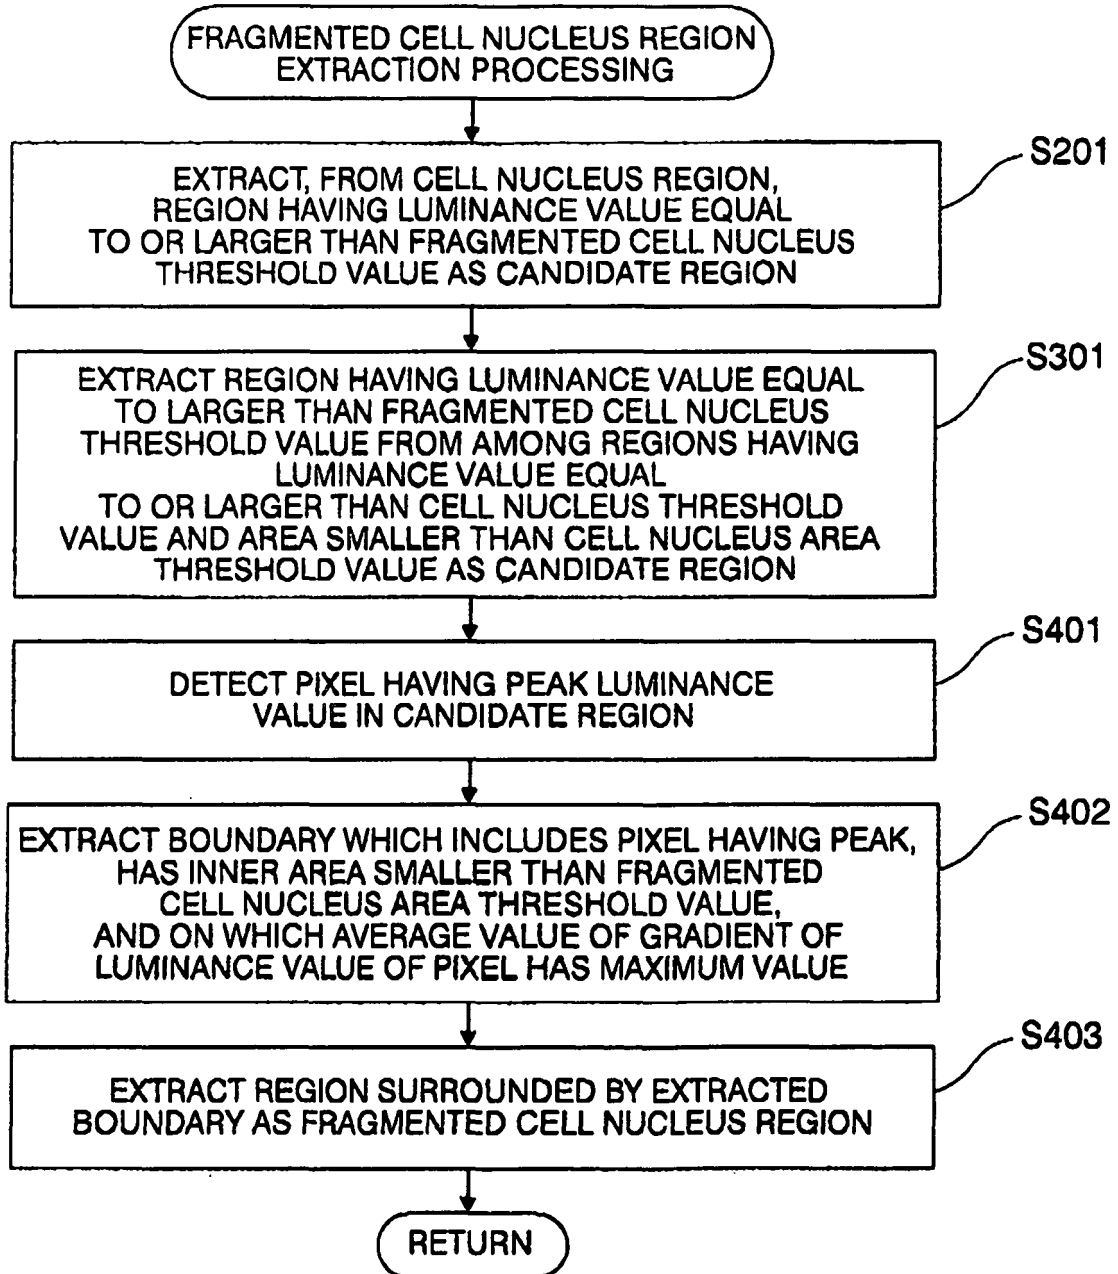 FRAGMENTED CELL NUCLEUS REGION
EXTRACTION PROCESSING
S201
EXTRACT, FROM CELL NUCLEUS REGION,
REGION HAVING LUMINANCE VALUE EQUAL
TO OR LARGER THAN FRAGMENTED CELL NUCLEUS
THRESHOLD VALUE AS CANDIDATE REGION
S301
EXTRACT REGION HAVING LUMINANCE VALUE EQUAL
TO LARGER THAN FRAGMENTED CELL NUCLEUS
THRESHOLD VALUE FROM AMONG REGIONS HAVING
LUMINANCE VALUE EQUAL
TO OR LARGER THAN CELL NUCLEUS THRESHOLD
VALUE AND AREA SMALLER THAN CELL NUCLEUS AREA
THRESHOLD VALUE AS CANDIDATE REGION
S401
DETECT PIXEL HAVING PEAK LUMINANCE
VALUE IN CANDIDATE REGION
S402
EXTRACT BOUNDARY WHICH INCLUDES PIXEL HAVING PEAK,
HAS INNER AREA SMALLER THAN FRAGMENTED
CELL NUCLEUS AREA THRESHOLD VALUE,
AND ON WHICH AVERAGE VALUE OF GRADIENT OF
LUMINANCE VALUE OF PIXEL HAS MAXIMUM VALUE
S403
EXTRACT REGION SURROUNDED BY EXTRACTED
BOUNDARY AS FRAGMENTED CELL NUCLEUS REGION
RETURN